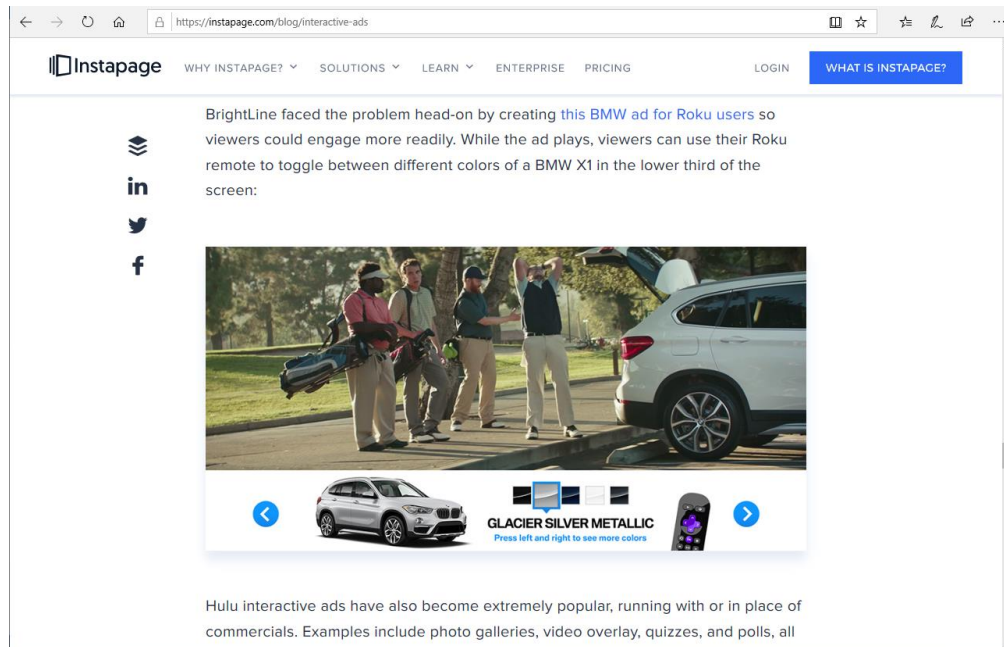 https://instapage.com/blog/interactive-ads
Instapage
WHY INSTAPAGE?
SOLUTIONS
LEARN
ENTERPRISE
PRICING
LOGIN
WHAT IS INSTAPAGE?
BrightLine faced the problem head-on by creating this BMW ad for Roku users so
viewers could engage more readily. While the ad plays, viewers can use their Roku
remote to toggle between different colors of a BMW X1 in the lower third of the
screen:
GLACIER SILVER METALLIC
Press left and right to see more colors
Hulu interactive ads have also become extremely popular, running with or in place of
commercials. Examples include photo galleries, video overlay, quizzes, and polls, all